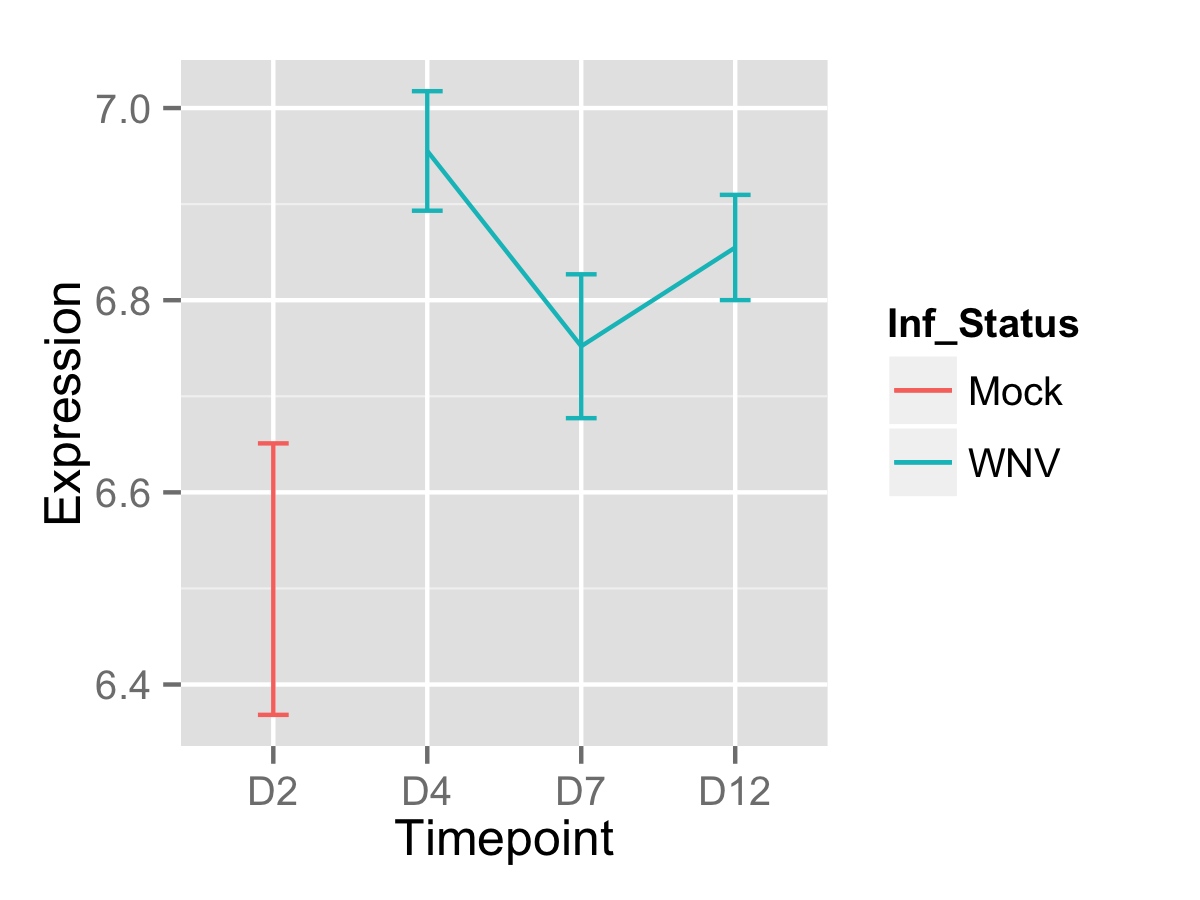 Expression
7.0
6.8
6.6
6.4
D2 D4 D7 D12
Timepoint
Inf_Status
Mock
WNV